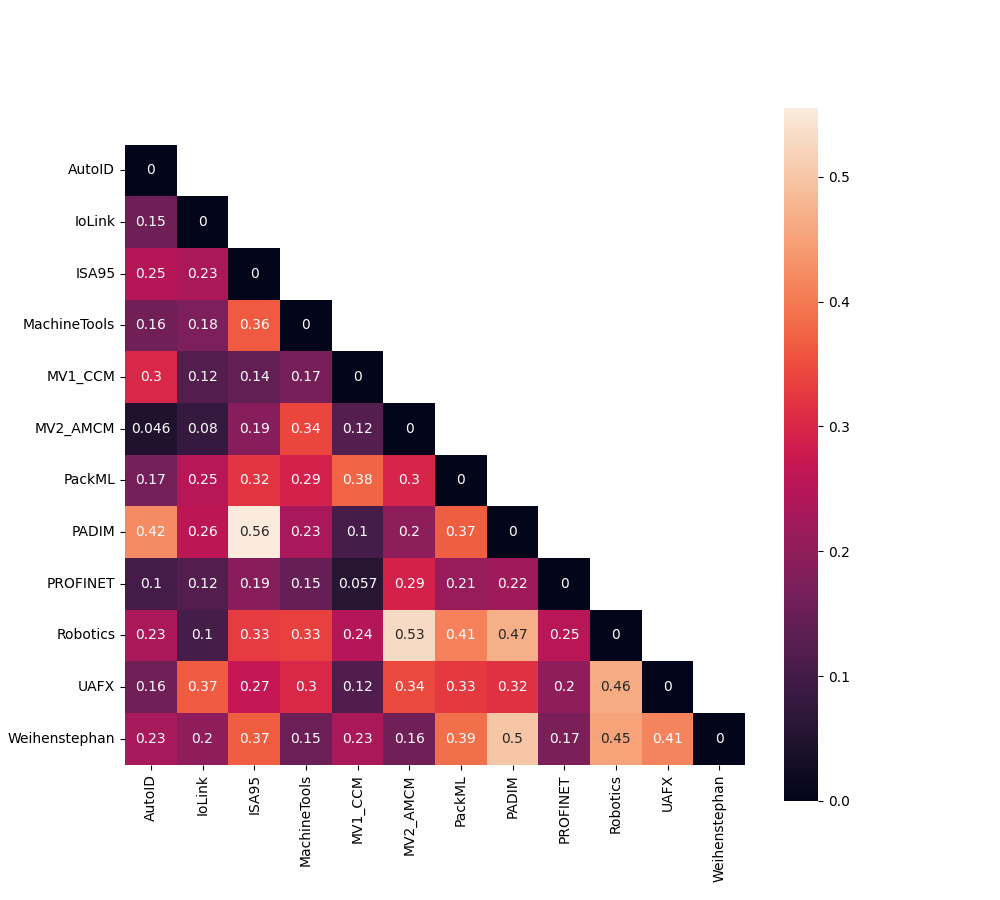 AutoID 0
IoLink 0.15 0
ISA95 0.25 0.23 0
MachineTools 0.16 0.18 0.36 0
MV1_CCM 0.3 0.12 0.14 0.17 0
MV2_AMCM 0.046 0.08 0.19 0.34 0.12 0
PackML 0.17 0.25 0.32 0.29 0.38 0.3 0
PADIM 0.42 0.26 0.56 0.23 0.1 0.2 0.37 0
PROFINET 0.1 0.12 0.19 0.15 0.057 0.29 0.21 0.22 0
Robotics 0.23 0.1 0.33 0.33 0.24 0.53 0.41 0.47 0.25 0
UAFX 0.16 0.37 0.27 0.3 0.12 0.34 0.33 0.32 0.2 0.46 0
Weihenstephan 0.23 0.2 0.37 0.15 0.23 0.16 0.39 0.5 0.17 0.45 0.41 0
AutoID IoLink ISA95 MachineTools MV1_CCM MV2_AMCM PackML PADIM PROFINET Robotics UAFX Weihenstephan
0.5
0.4
0.3
0.2
0.1
0.0